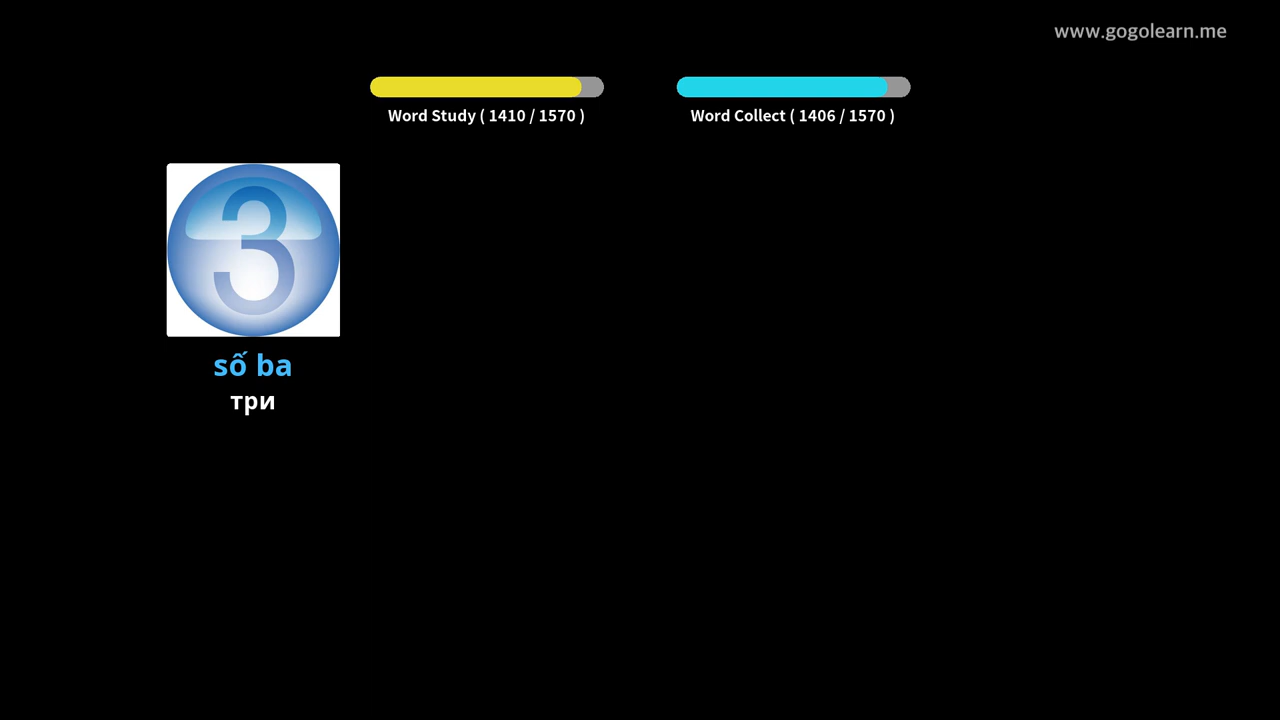 www.gogolearn.me
Word Study ( 1410 / 1570 )
Word Collect ( 1406 / 1570 )
3
số ba
три